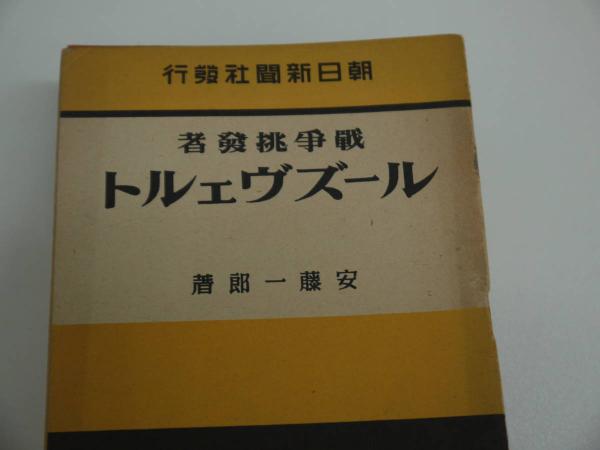 朝日新聞社發行
戰爭挑發者
ルーズヴェルト
安藤一郎著